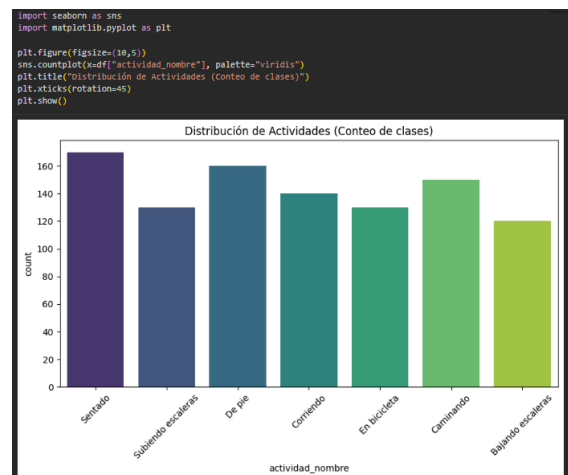 import seaborn as sns
import matplotlib.pyplot as plt
plt.figure(figsize=(10,5))
sns.countplot(x=df["actividad_nombre"], palette="viridis")
plt.title("Distribución de Actividades (Conteo de clases)")
plt.xticks(rotation=45)
plt.show()
Distribución de Actividades (Conteo de clases)
160
140
120
100
80
60
40
20
0
count
Sentado
Subiendo escaleras
De pie
Corriendo
En bicicleta
Caminando
Bajando escaleras
actividad_nombre